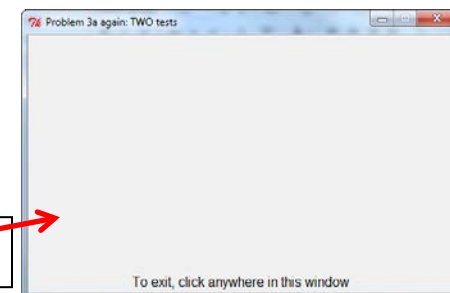 Problem 3a again: TWO tests
To exit, click anywhere in this window